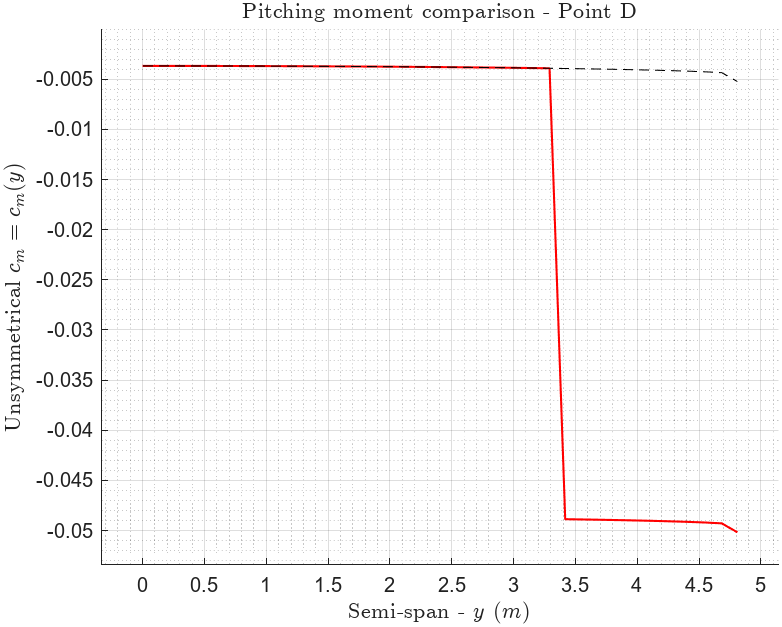 Pitching moment comparison - Point D
Unsymmetrical c_m = c_m(y)
-0.005
-0.01
-0.015
-0.02
-0.025
-0.03
-0.035
-0.04
-0.045
-0.05
0 0.5 1 1.5 2 2.5 3 3.5 4 4.5 5
Semi-span - y (m)